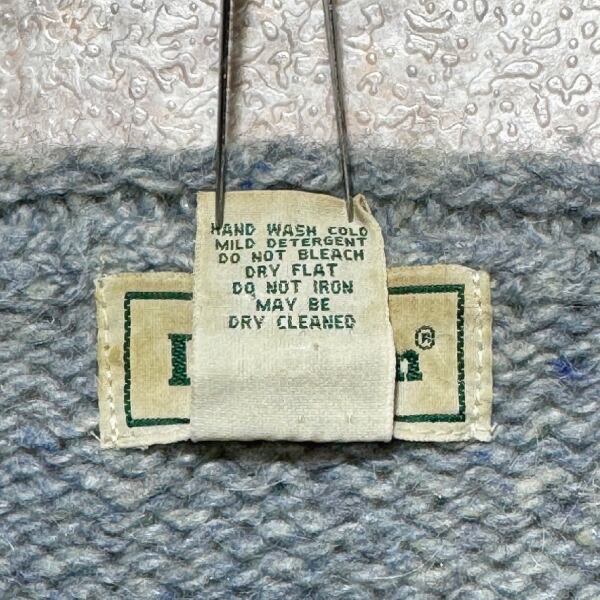 HAND WASH COLD
MILD DETERGENT
DO NOT BLEACH
DRY FLAT
DO NOT IRON
MAY BE
DRY CLEANED
®